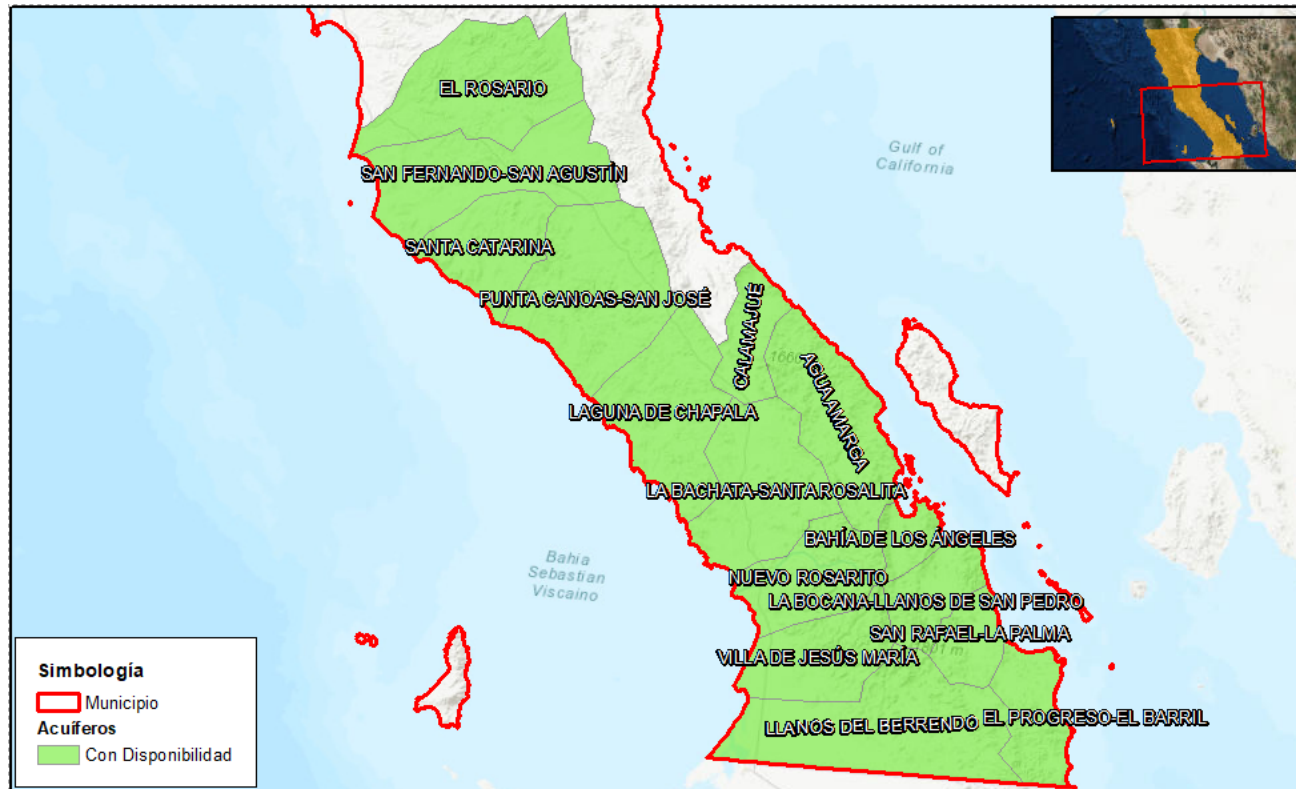 EL ROSARIO
Gulf of
California
SAN FERNANDO-SAN AGUSTÍN
SANTA CATARINA
PUNTA CANOAS-SAN JOSÉ
CALAMAJUÉ
AGUA AMARGA
LAGUNA DE CHAPALA
LA BACHATA-SANTA ROSALITA
BAHÍA DE LOS ÁNGELES
Bahia
Sebastian
Viscaino
NUEVO ROSARITO
LA BOCANA-LLANOS DE SAN PEDRO
SAN RAFAEL-LA PALMA
VILLA DE JESÚS MARÍA
LLANOS DEL BERRENDO
EL PROGRESO-EL BARRIL
Simbología
Municipio
Acuíferos
Con Disponibilidad